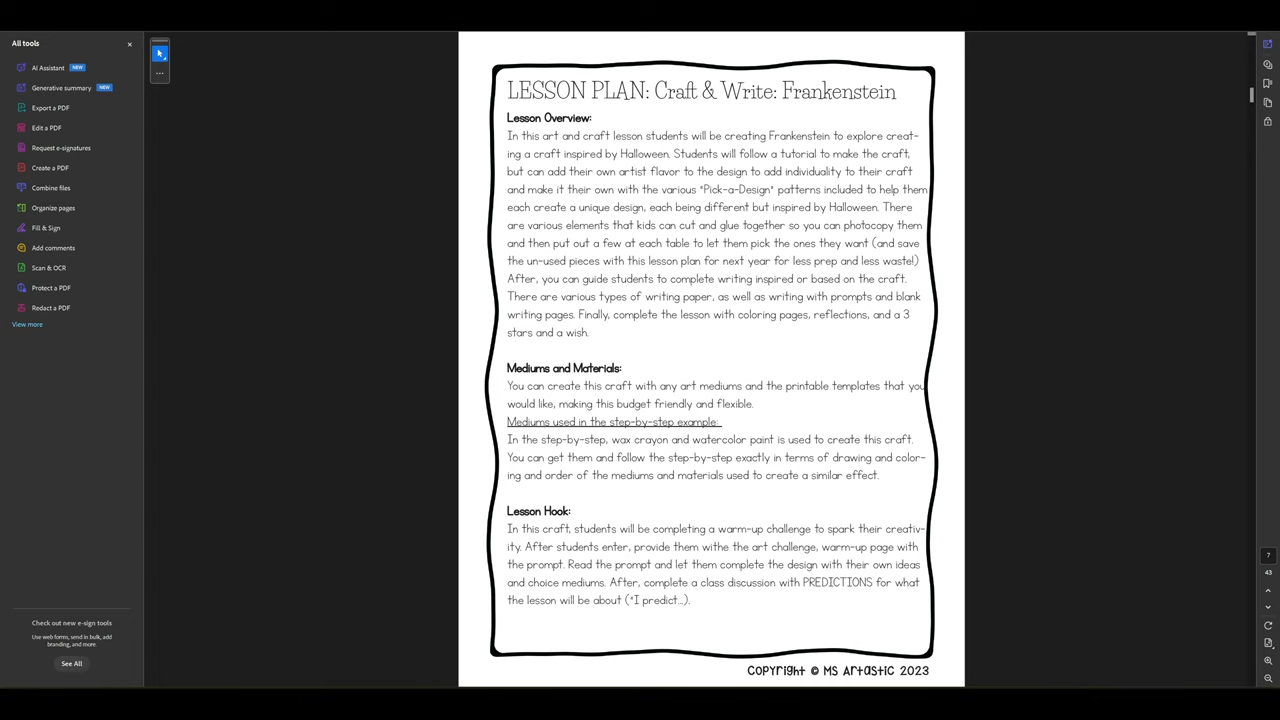 All tools
AI Assistant NEW
Generative summary NEW
Export a PDF
Edit a PDF
Request e-signatures
Create a PDF
Combine files
Organize pages
Fill & Sign
Add comments
Scan & OCR
Protect a PDF
Redact a PDF
View more
Check out new e-sign tools
Use web forms, send in bulk, add
branding, and more
See All
LESSON PLAN: Craft & Write: Frankenstein
Lesson Overview:
In this art and craft lesson students will be creating Frankenstein to explore creat-
ing a craft inspired by Halloween. Students will follow a tutorial to make the craft,
but can add their own artist flavor to the design to add individuality to their craft
and make it their own with the various "Pick-a-Design" patterns included to help them
each create a unique design, each being different but inspired by Halloween. There
are various elements that kids can cut and glue together so you can photocopy them
and then put out a few at each table to let them pick the ones they want (and save
the un-used pieces with this lesson plan for next year for less prep and less waste!)
After, you can guide students to complete writing inspired or based on the craft.
There are various types of writing paper, as well as writing with prompts and blank
writing pages. Finally, complete the lesson with coloring pages, reflections, and a 3
stars and a wish.
Mediums and Materials:
You can create this craft with any art mediums and the printable templates that you
would like, making this budget friendly and flexible.
Mediums used in the step-by-step example:
In the step-by-step, wax crayon and watercolor paint is used to create this craft.
You can get them and follow the step-by-step exactly in terms of drawing and color-
ing and order of the mediums and materials used to create a similar effect.
Lesson Hook:
In this craft, students will be completing a warm-up challenge to spark their creativ-
ity. After students enter, provide them withe the art challenge, warm-up page with
the prompt. Read the prompt and let them complete the design with their own ideas
and choice mediums. After, complete a class discussion with PREDICTIONS for what
the lesson will be about ("I predict...).
Copyright © MS Artastic 2023
7
43